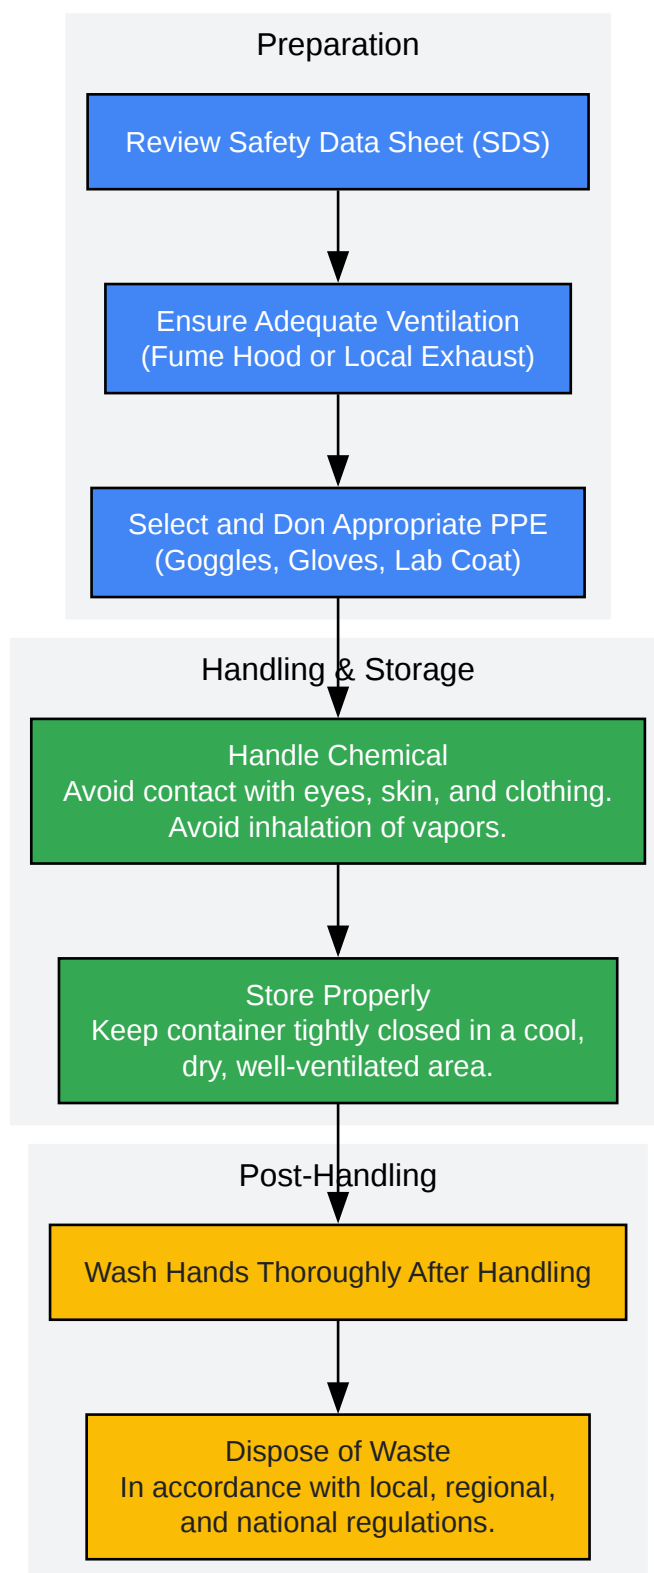 Preparation
Review Safety Data Sheet (SDS)
Ensure Adequate Ventilation
(Fume Hood or Local Exhaust)
Select and Don Appropriate PPE
(Goggles, Gloves, Lab Coat)
Handling & Storage
Handle Chemical
Avoid contact with eyes, skin, and clothing.
Avoid inhalation of vapors.
Store Properly
Keep container tightly closed in a cool,
dry, well-ventilated area.
Post-Handling
Wash Hands Thoroughly After Handling
Dispose of Waste
In accordance with local, regional,
and national regulations.